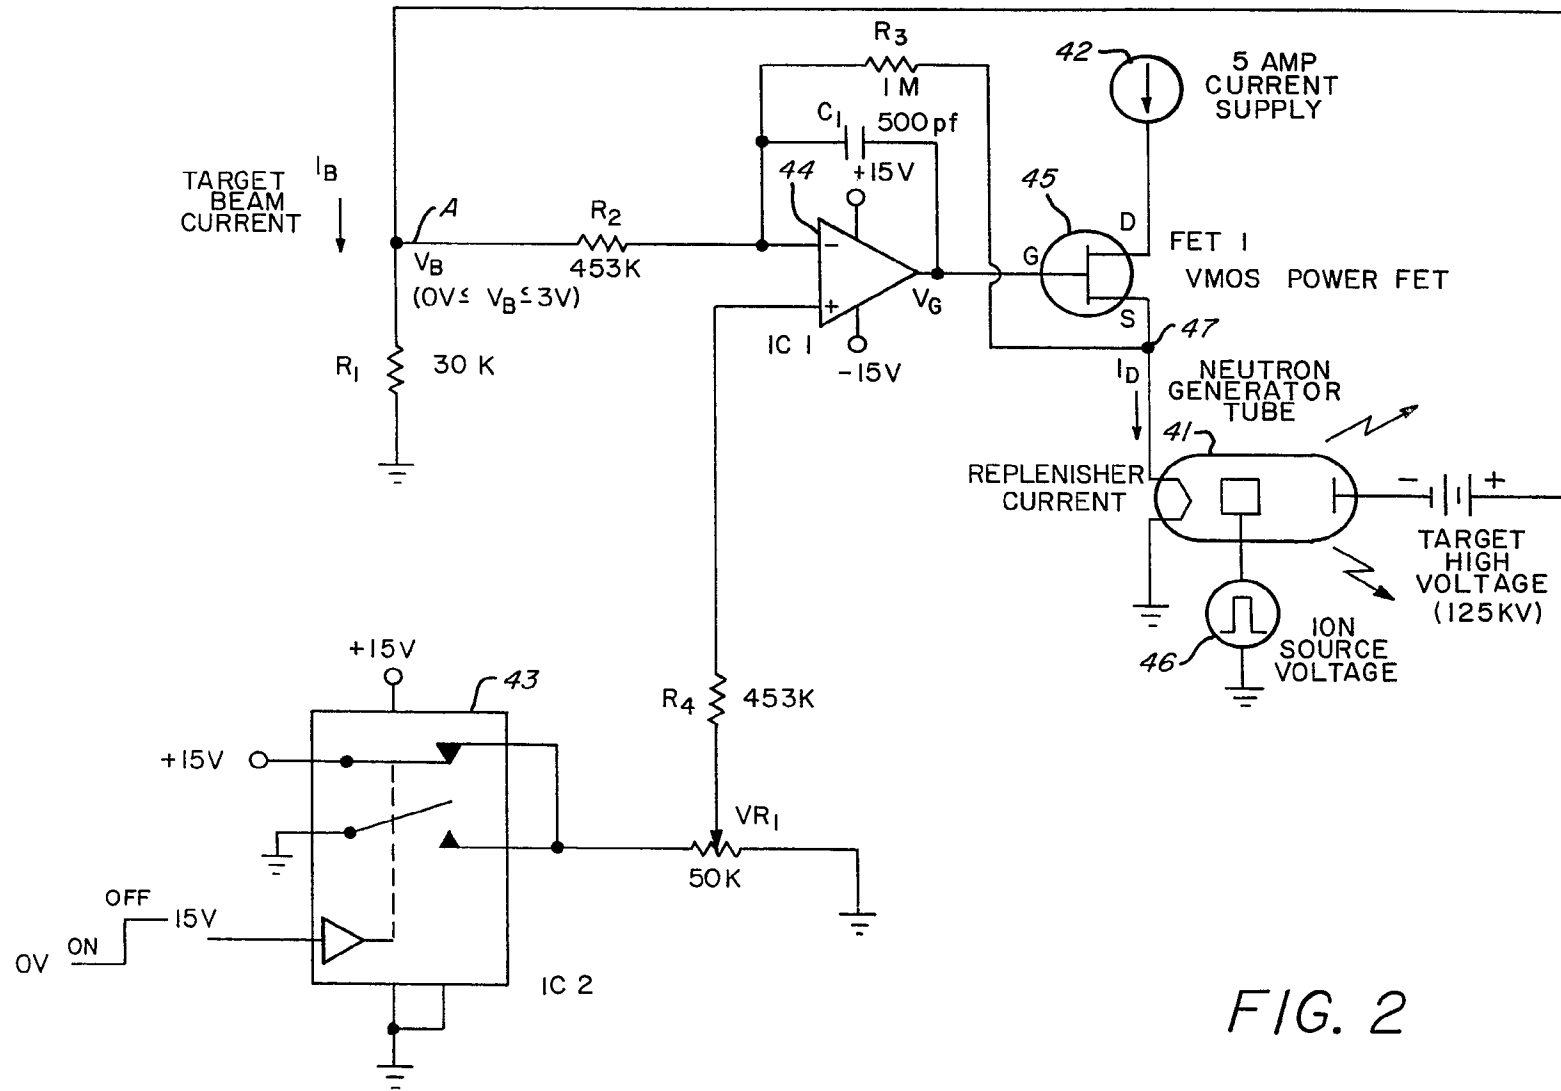 R3
1M
C1
500pf
+15V
42
5 AMP
CURRENT
SUPPLY
TARGET
BEAM
CURRENT
IB
A
VB
(0V≤ VB≤3V)
R2
453K
44
-
+
VG
IC 1
-15V
45
G
D
S
FET 1
VMOS POWER FET
47
ID
R1
30 K
NEUTRON
GENERATOR
TUBE
41
REPLENISHER
CURRENT
- +
TARGET
HIGH
VOLTAGE
(125KV)
46
ION
SOURCE
VOLTAGE
+15V
43
R4
453K
+15V
VR1
50K
OFF
15V
ON
0V
IC 2
FIG. 2